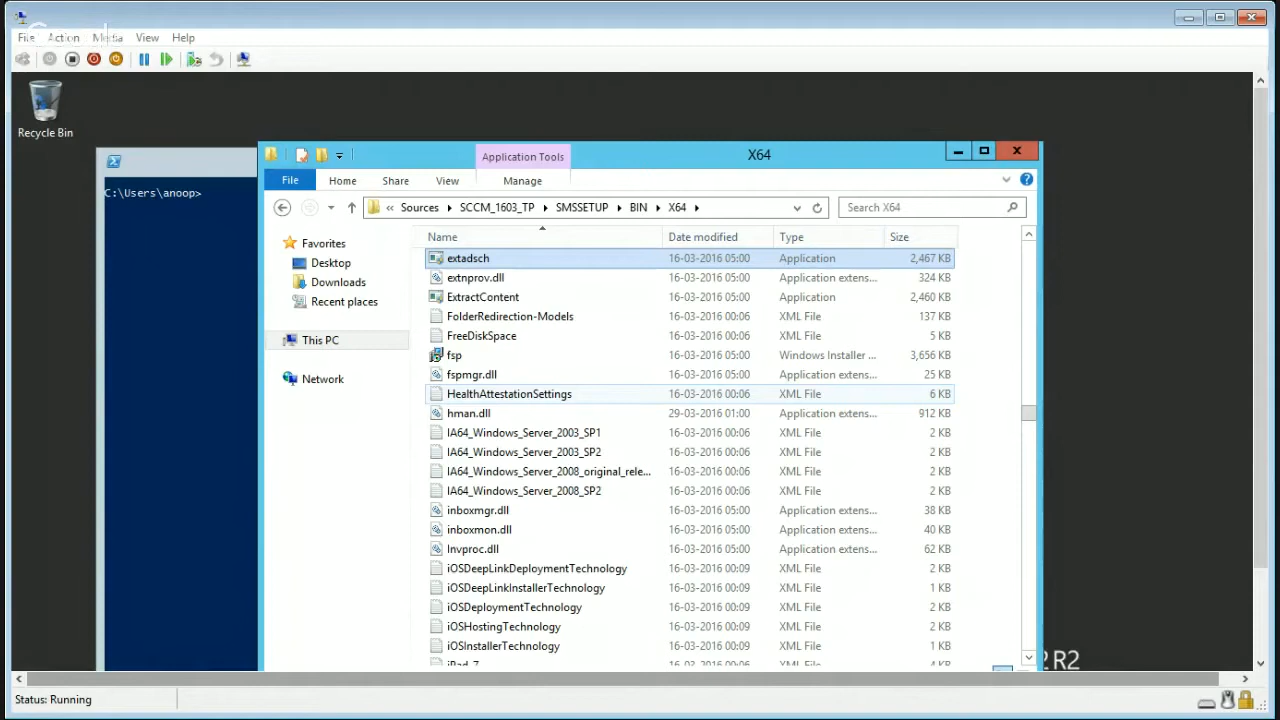 File Action Media View Help
Recycle Bin
C:\Users\anoop>
Application Tools
X64
File Home Share View Manage
« Sources SCCM_1603_TP SMSSETUP BIN X64
Search X64
Favorites
Desktop
Downloads
Recent places
This PC
Network
Name Date modified Type Size
extadsch 16-03-2016 05:00 Application 2,467 KB
extnprov.dll 16-03-2016 05:00 Application extens... 324 KB
ExtractContent 16-03-2016 05:00 Application 2,460 KB
FolderRedirection-Models 16-03-2016 00:06 XML File 137 KB
FreeDiskSpace 16-03-2016 00:06 XML File 5 KB
fsp 16-03-2016 05:00 Windows Installer ... 3,656 KB
fspmgr.dll 16-03-2016 05:00 Application extens... 25 KB
HealthAttestationSettings 16-03-2016 00:06 XML File 6 KB
hman.dll 29-03-2016 01:00 Application extens... 912 KB
IA64_Windows_Server_2003_SP1 16-03-2016 00:06 XML File 2 KB
IA64_Windows_Server_2003_SP2 16-03-2016 00:06 XML File 2 KB
IA64_Windows_Server_2008_original_rele... 16-03-2016 00:06 XML File 2 KB
IA64_Windows_Server_2008_SP2 16-03-2016 00:06 XML File 2 KB
inboxmgr.dll 16-03-2016 05:00 Application extens... 38 KB
inboxmon.dll 16-03-2016 05:00 Application extens... 40 KB
Invproc.dll 16-03-2016 05:00 Application extens... 62 KB
iOSDeepLinkDeploymentTechnology 16-03-2016 00:09 XML File 2 KB
iOSDeepLinkInstallerTechnology 16-03-2016 00:09 XML File 1 KB
iOSDeploymentTechnology 16-03-2016 00:09 XML File 2 KB
iOSHostingTechnology 16-03-2016 00:09 XML File 1 KB
iOSInstallerTechnology 16-03-2016 00:09 XML File 1 KB
iPad_7 16-03-2016 00:09 XML File 4 KB
2 R2
Status: Running